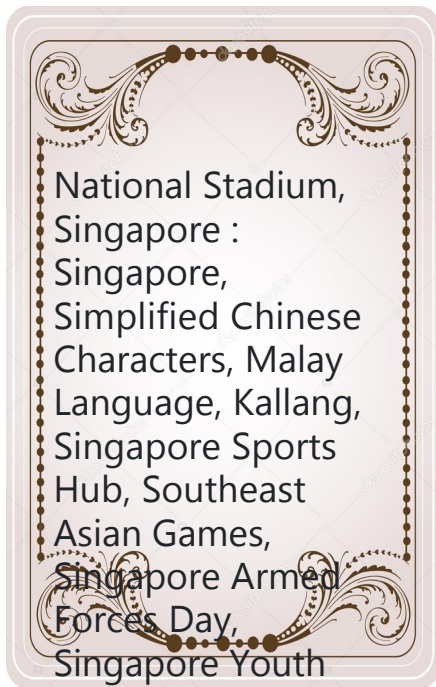 National Stadium,
Singapore :
Singapore,
Simplified Chinese
Characters, Malay
Language, Kallang,
Singapore Sports
Hub, Southeast
Asian Games,
Singapore Armed
Forces Day,
Singapore Youth